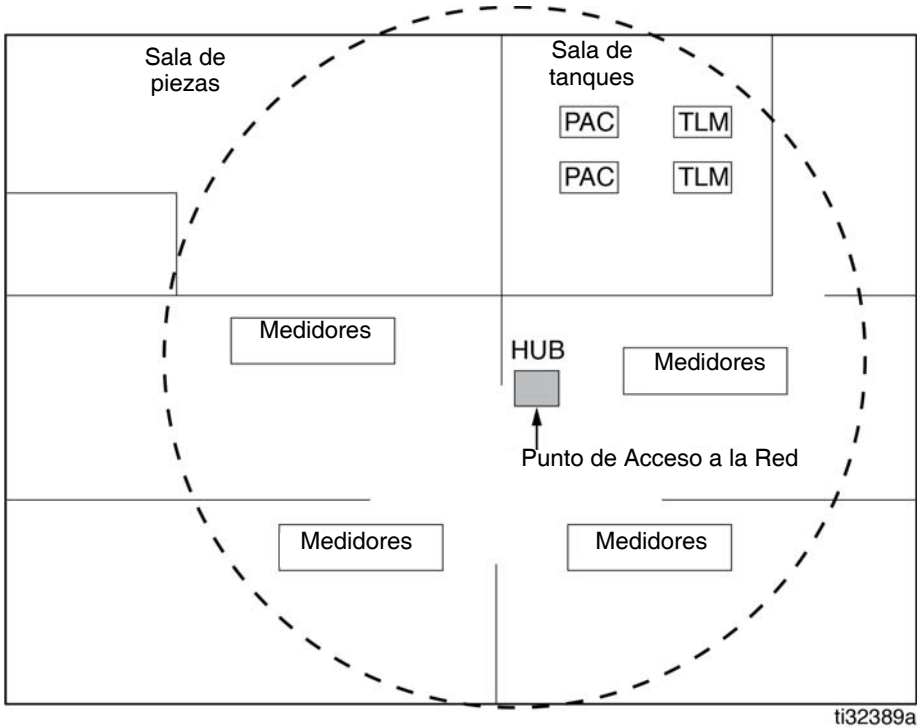 Sala de
piezas
Sala de
tanques
PAC
TLM
PAC
TLM
Medidores
HUB
Medidores
Punto de Acceso a la Red
Medidores
Medidores
ti32389a